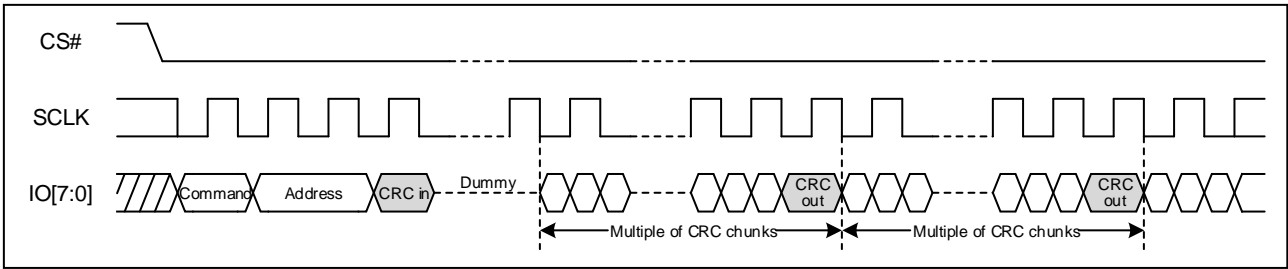 CS#
SCLK
IO[7:0]
Command
Address
CRC in
Dummy
CRC
out
CRC
out
Multiple of CRC chunks
Multiple of CRC chunks